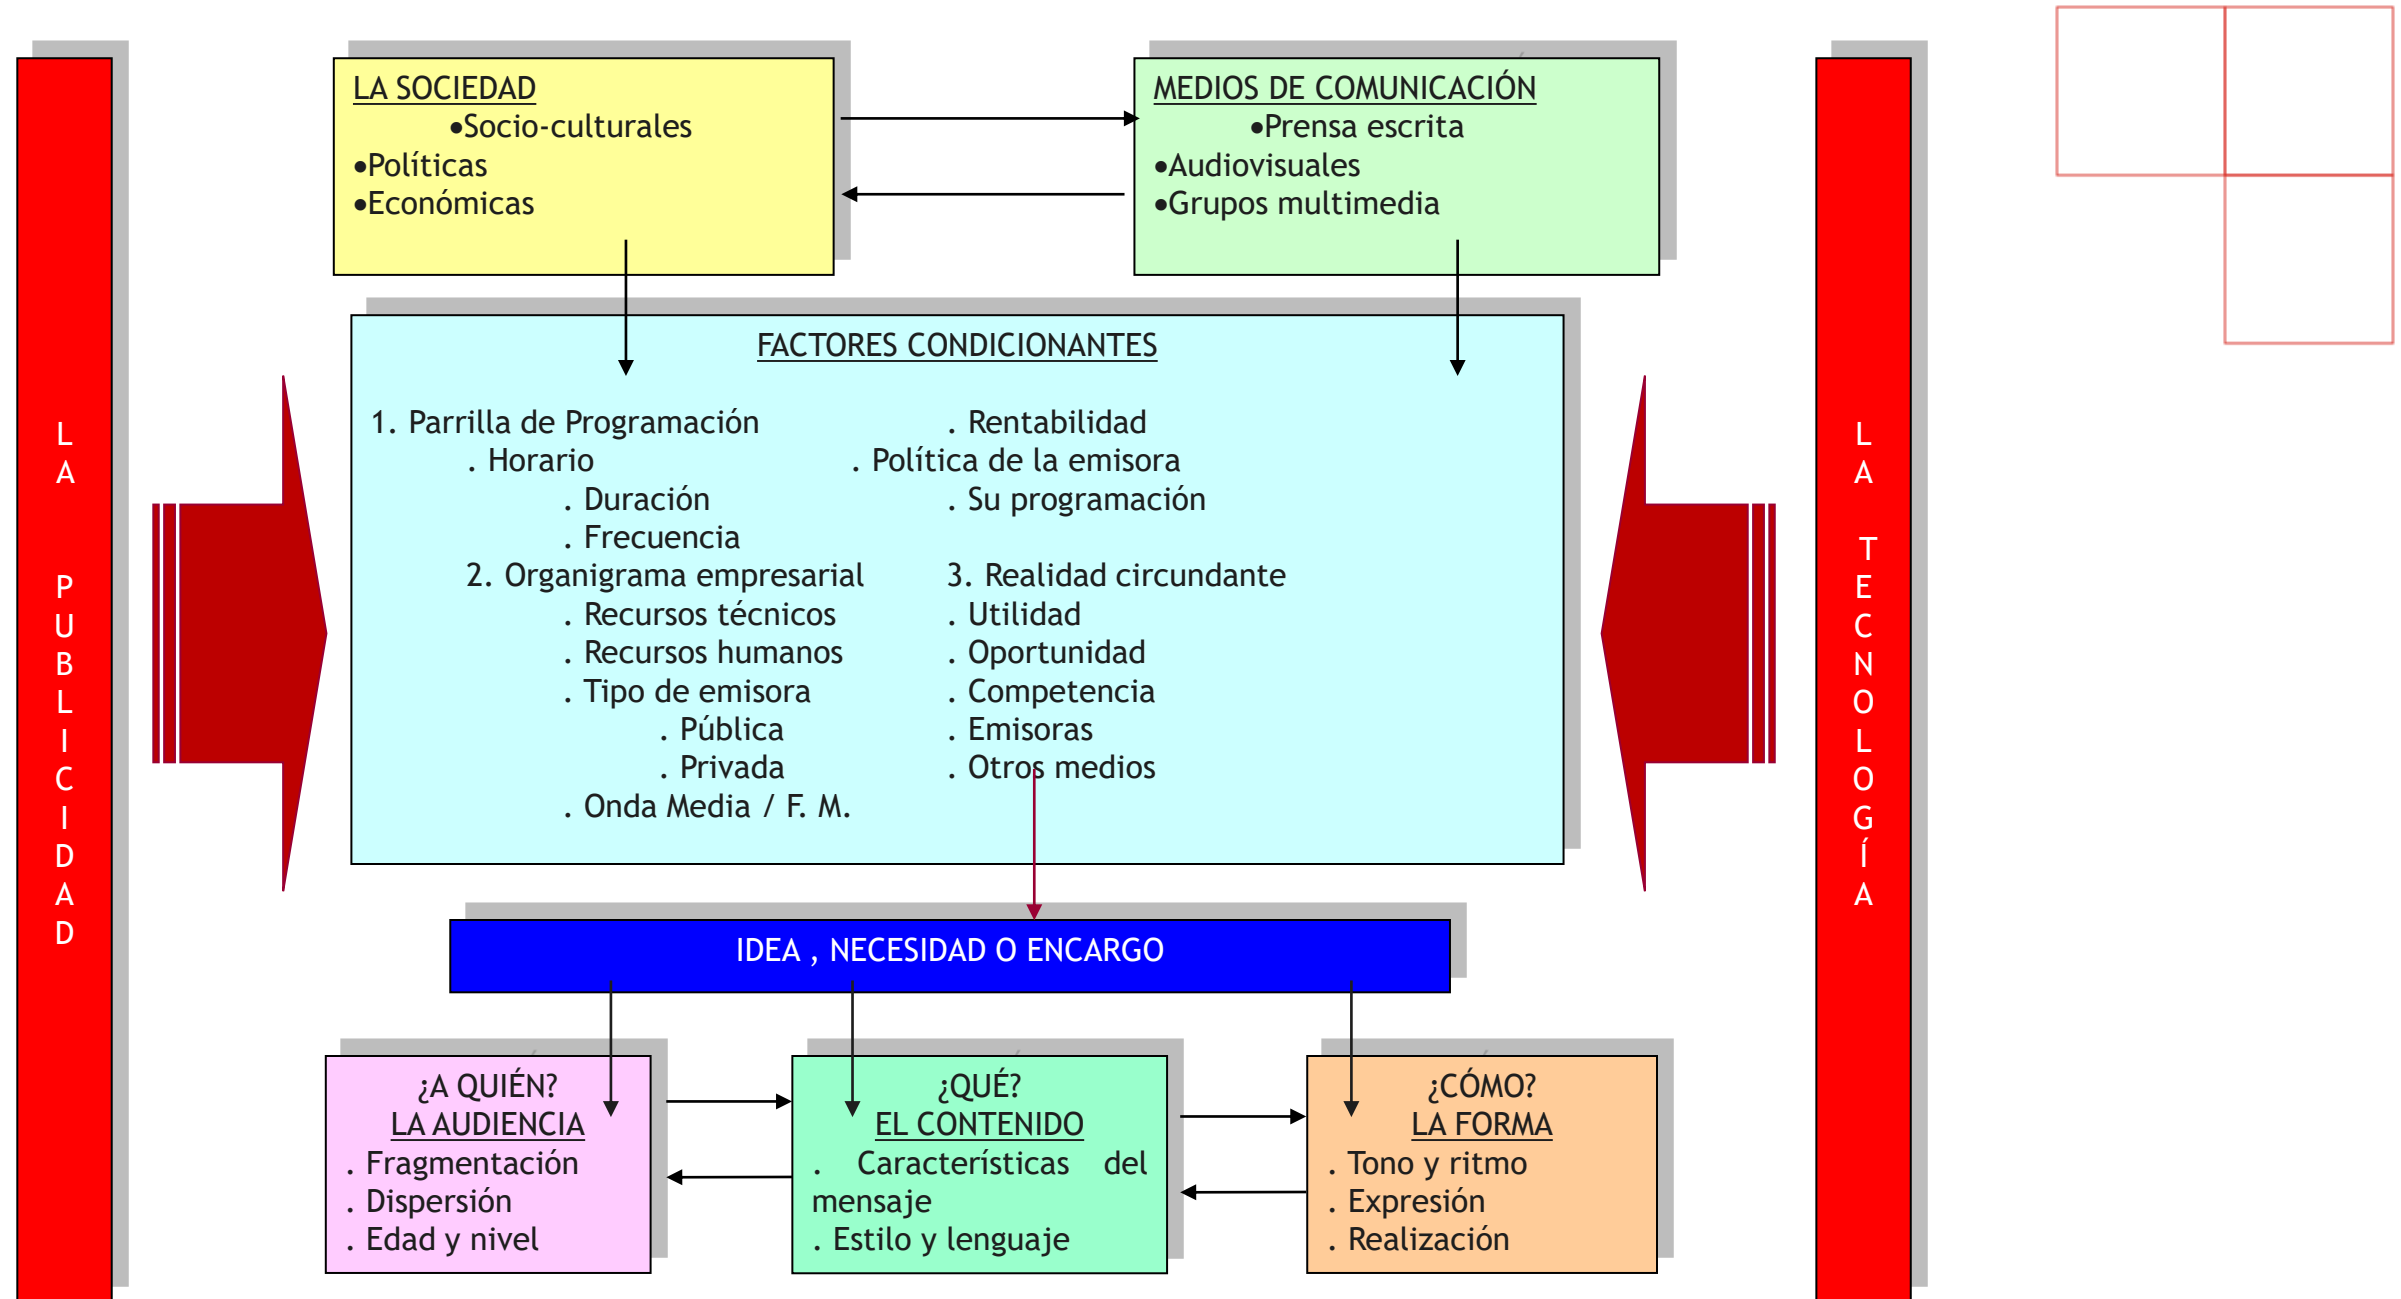 LA PUBLICIDAD
LA SOCIEDAD
•Socio-culturales
•Políticas
•Económicas
MEDIOS DE COMUNICACIÓN
•Prensa escrita
•Audiovisuales
•Grupos multimedia
FACTORES CONDICIONANTES
1. Parrilla de Programación . Rentabilidad
. Horario . Política de la emisora
. Duración . Su programación
. Frecuencia
2. Organigrama empresarial 3. Realidad circundante
. Recursos técnicos . Utilidad
. Recursos humanos . Oportunidad
. Tipo de emisora . Competencia
. Pública . Emisoras
. Privada . Otros medios
. Onda Media / F. M.
IDEA , NECESIDAD O ENCARGO
¿A QUIÉN?
LA AUDIENCIA
. Fragmentación
. Dispersión
. Edad y nivel
¿QUÉ?
EL CONTENIDO
. Características del
mensaje
. Estilo y lenguaje
¿CÓMO?
LA FORMA
. Tono y ritmo
. Expresión
. Realización
LA TECNOLOGÍA